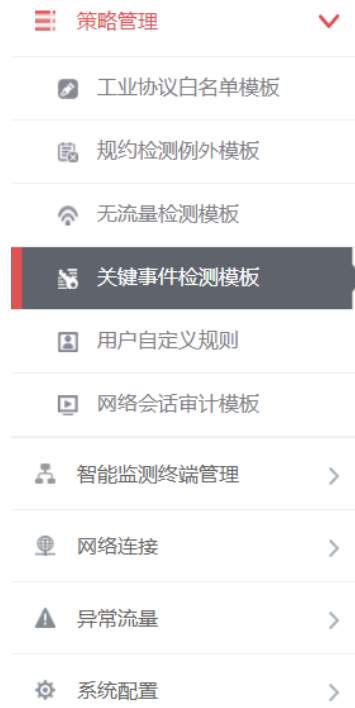 策略管理
工业协议白名单模板
规约检测例外模板
无流量检测模板
关键事件检测模板
用户自定义规则
网络会话审计模板
智能监测终端管理
网络连接
异常流量
系统配置